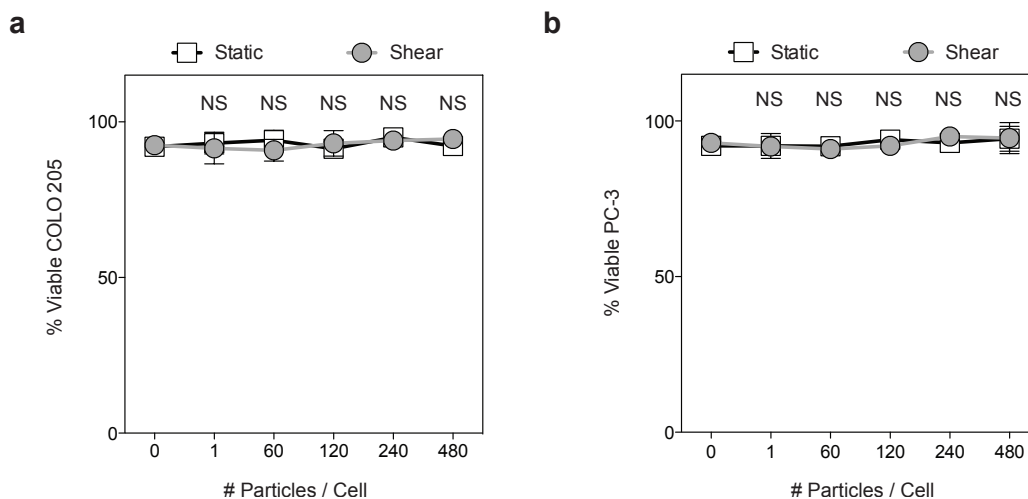 a
Static Shear
NS NS NS NS NS
100
50
0
% Viable COLO 205
0 1 60 120 240 480
# Particles / Cell
b
Static Shear
NS NS NS NS NS
100
50
0
% Viable PC-3
0 1 60 120 240 480
# Particles / Cell